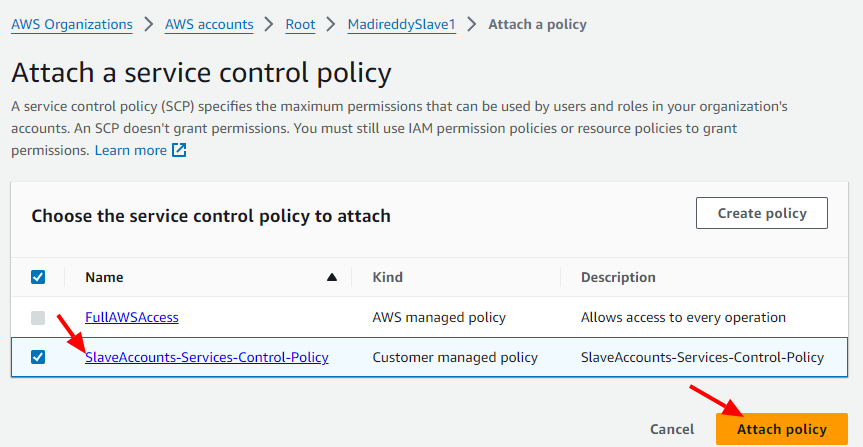 AWS Organizations > AWS accounts > Root > MadireddySlave1 > Attach a policy
Attach a service control policy
A service control policy (SCP) specifies the maximum permissions that can be used by users and roles in your organization's
accounts. An SCP doesn't grant permissions. You must still use IAM permission policies or resource policies to grant
permissions. Learn more
Choose the service control policy to attach
Create policy
Name Kind Description
FullAWSAccess AWS managed policy Allows access to every operation
SlaveAccounts-Services-Control-Policy Customer managed policy SlaveAccounts-Services-Control-Policy
Cancel Attach policy